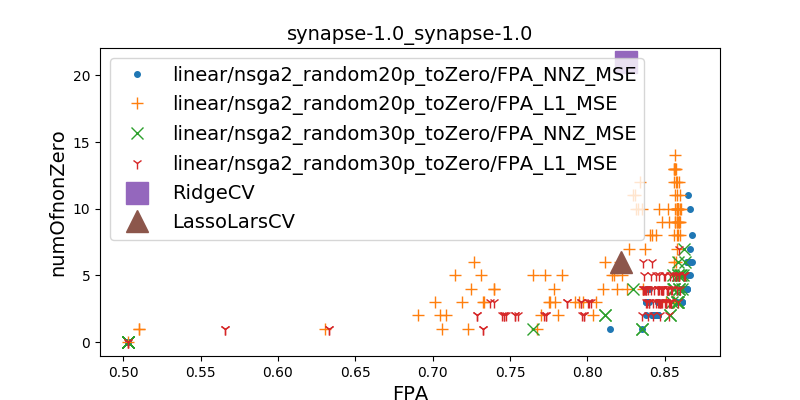 synapse-1.0_synapse-1.0
linear/nsga2_random20p_toZero/FPA_NNZ_MSE
linear/nsga2_random20p_toZero/FPA_L1_MSE
linear/nsga2_random30p_toZero/FPA_NNZ_MSE
linear/nsga2_random30p_toZero/FPA_L1_MSE
RidgeCV
LassoLarsCV
numOfnonZero
20
15
10
5
0
0.50 0.55 0.60 0.65 0.70 0.75 0.80 0.85
FPA